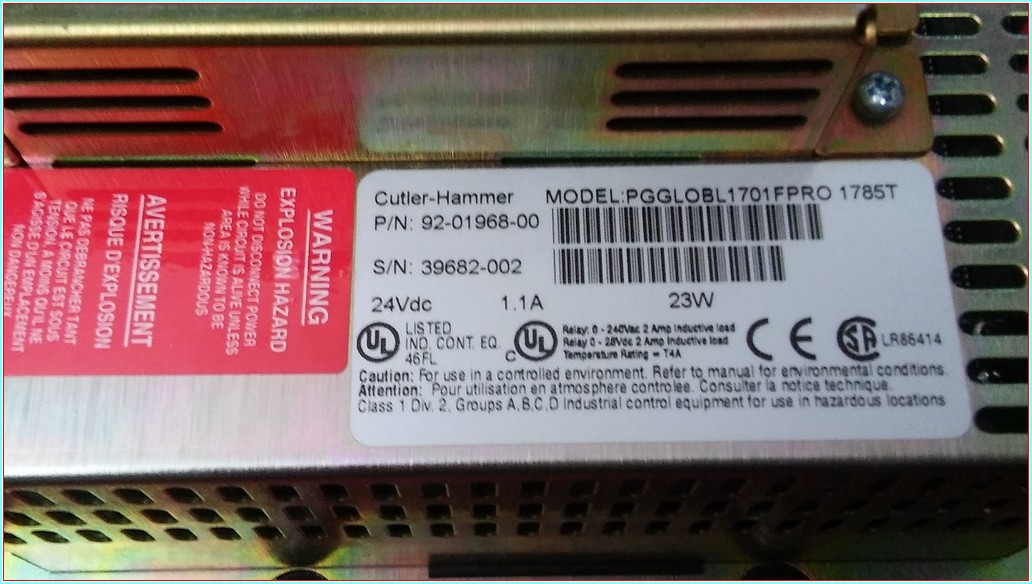 Cutler-Hammer MODEL:PGGLOBL1701FPRO 1785T
P/N: 92-01968-00
S/N: 39682-002
24Vdc 1.1A 23W
UL LISTED
IND. CONT. EQ.
46FL
C UL Relay: 0 - 240Vac 2 Amp inductive load
Relay 0 - 28Vdc 2 Amp inductive load
Temperature Rating = T4A
CE SA LR86414
Caution: For use in a controlled environment. Refer to manual for environmental conditions.
Attention: Pour utilisation en atmosphere controlee. Consulter la notice technique.
Class 1 Div. 2, Groups A,B,C,D Industrial control equipment for use in hazardous locations
WARNING
EXPLOSION HAZARD
DO NOT DISCONNECT POWER
WHILE CIRCUIT IS ALIVE UNLESS
AREA IS KNOWN TO BE
NON-HAZARDOUS
AVERTISSEMENT
RISQUE D'EXPLOSION
NE PAS DEBRANCHER TANT
QUE LE CIRCUIT EST SOUS
TENSION, A MOINS QU'IL NE
S'AGISSE D'UN EMPLACEMENT
NON DANGEREUX